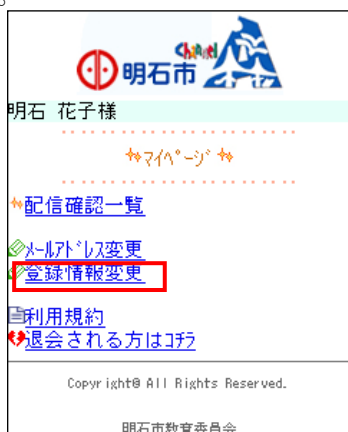 明石市 Channel
明石 花子様
ﾏｲﾍﾟｰｼﾞ
配信確認一覧
ﾒｰﾙｱﾄﾞﾚｽ変更
登録情報変更
利用規約
退会される方はｺﾁﾗ
Copyright@ All Rights Reserved.
明石市教育委員会